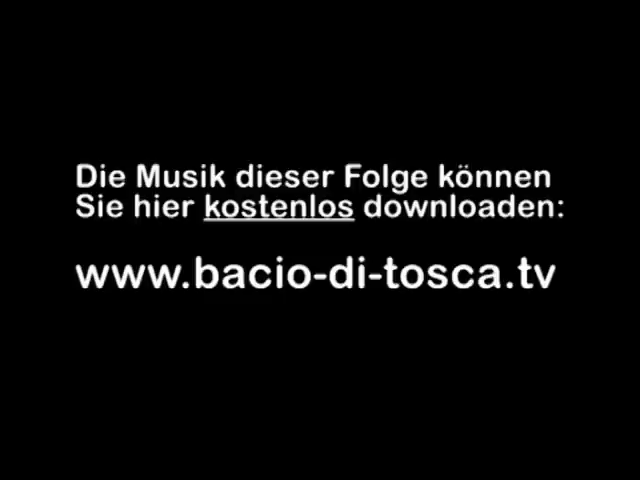 Die Musik dieser Folge können
Sie hier kostenlos downloaden:
www.bacio-di-tosca.tv